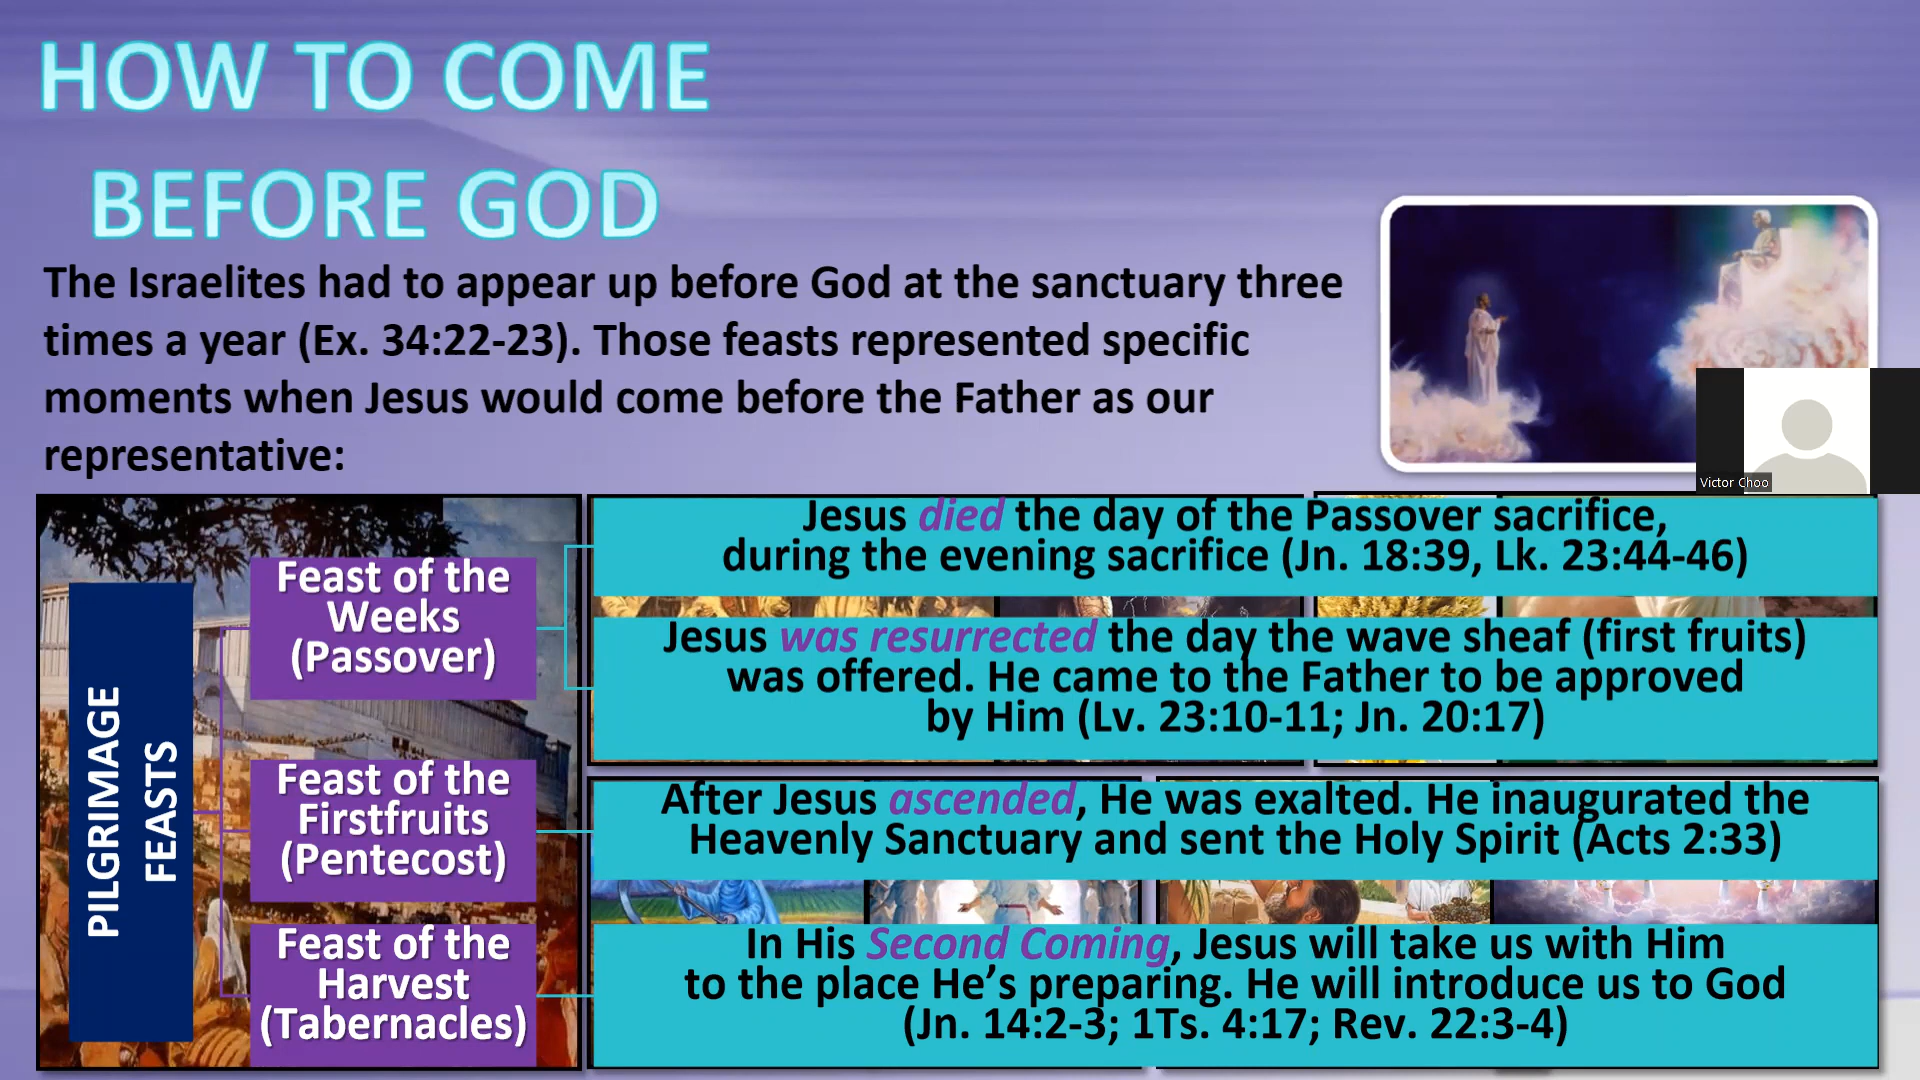 HOW TO COME
BEFORE GOD
The Israelites had to appear up before God at the sanctuary three
times a year (Ex. 34:22-23). Those feasts represented specific
moments when Jesus would come before the Father as our
representative:
Victor Choo
PILGRIMAGE
FEASTS
Feast of the
Weeks
(Passover)
Jesus died the day of the Passover sacrifice,
during the evening sacrifice (Jn. 18:39, Lk. 23:44-46)
Jesus was resurrected the day the wave sheaf (first fruits)
was offered. He came to the Father to be approved
by Him (Lv. 23:10-11; Jn. 20:17)
Feast of the
Firstfruits
(Pentecost)
After Jesus ascended, He was exalted. He inaugurated the
Heavenly Sanctuary and sent the Holy Spirit (Acts 2:33)
Feast of the
Harvest
(Tabernacles)
In His Second Coming, Jesus will take us with Him
to the place He’s preparing. He will introduce us to God
(Jn. 14:2-3; 1Ts. 4:17; Rev. 22:3-4)